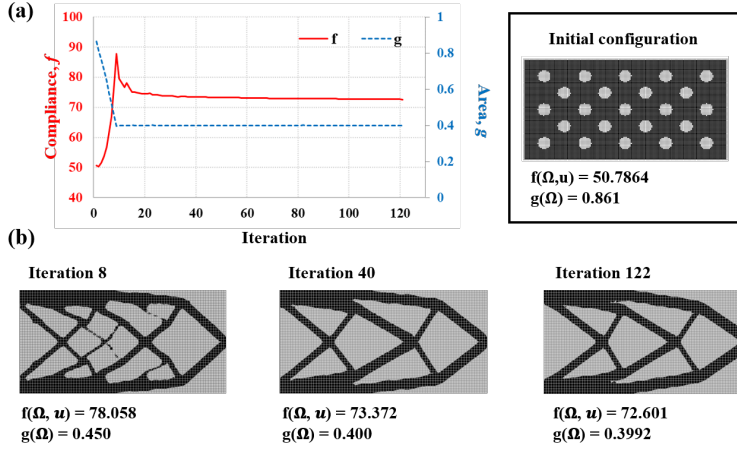 (a)
100
90
80
70
60
50
40
Compliance, f
f
g
1
0.8
0.6
0.4
0.2
0
Area, g
0
20
40
60
80
100
120
Iteration
Initial configuration
f(Ω,u) = 50.7864
g(Ω) = 0.861
(b)
Iteration 8
f(Ω, u) = 78.058
g(Ω) = 0.450
Iteration 40
f(Ω, u) = 73.372
g(Ω) = 0.400
Iteration 122
f(Ω, u) = 72.601
g(Ω) = 0.3992